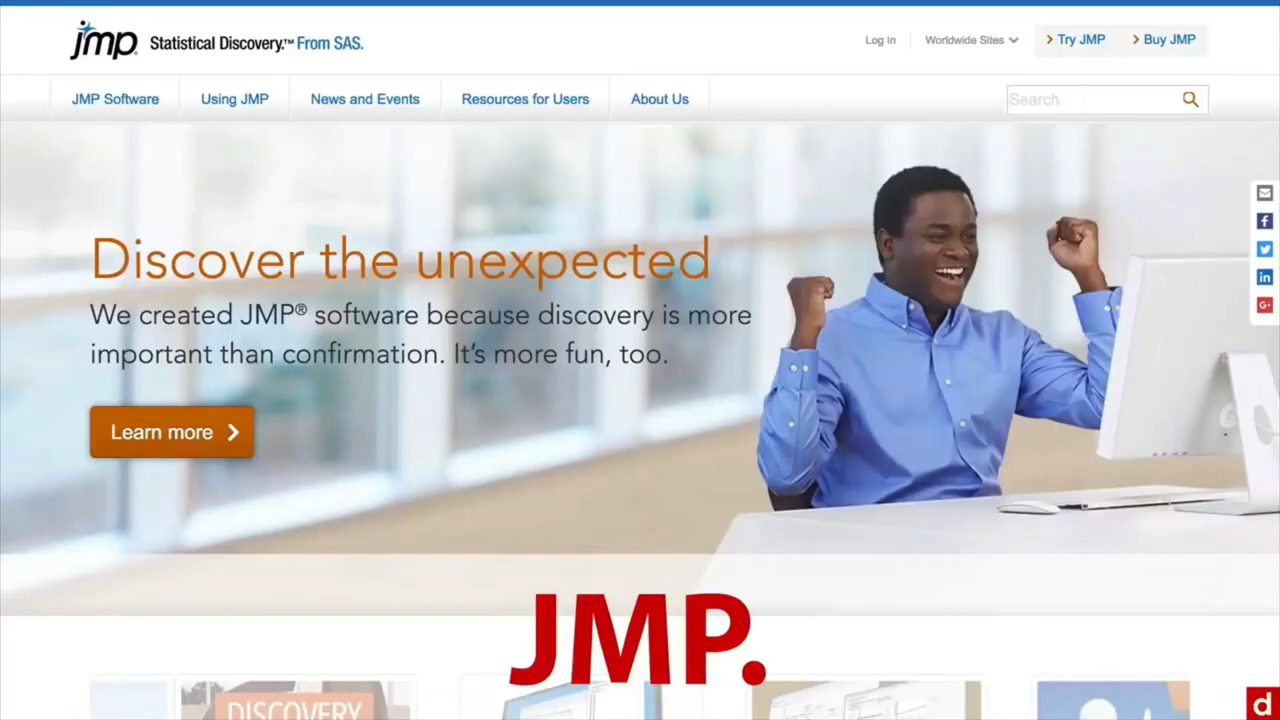 jmp Statistical Discovery.™ From SAS.
Log In
Worldwide Sites
Try JMP
Buy JMP
JMP Software
Using JMP
News and Events
Resources for Users
About Us
Search
Discover the unexpected
We created JMP® software because discovery is more
important than confirmation. It's more fun, too.
Learn more
f
in
G+
JMP.
DISCOVERY
d